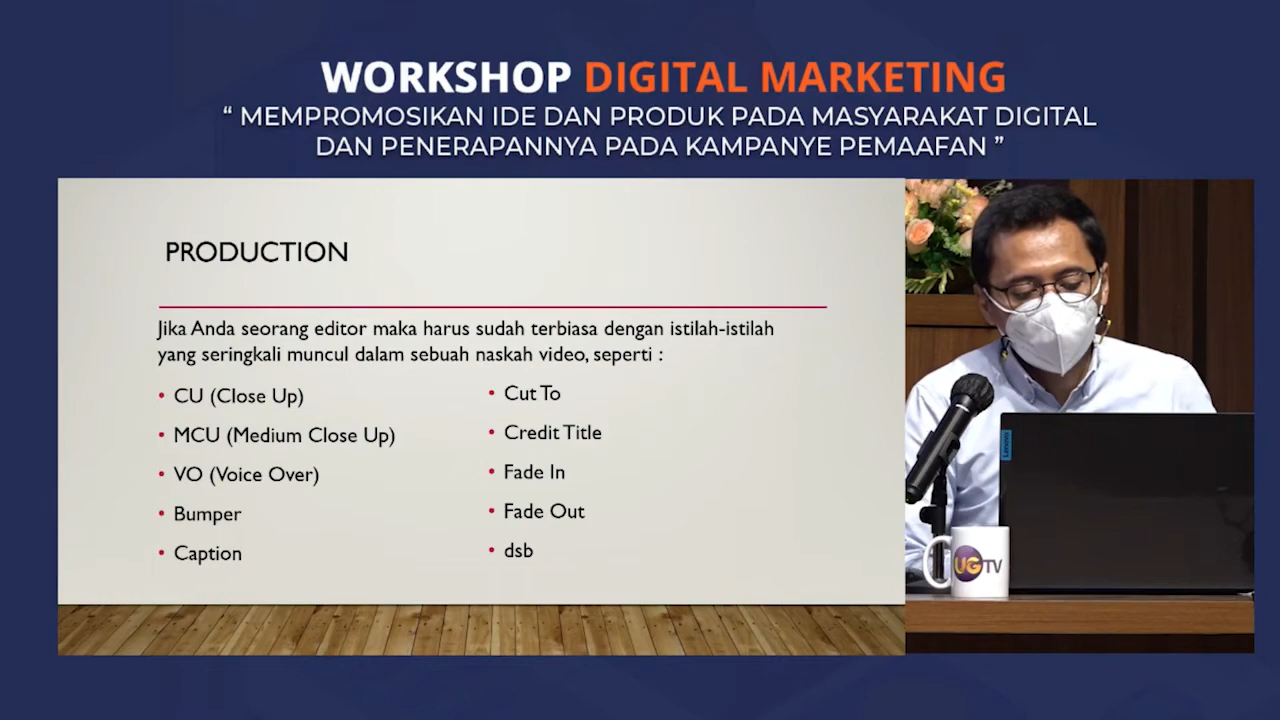 WORKSHOP DIGITAL MARKETING
“ MEMPROMOSIKAN IDE DAN PRODUK PADA MASYARAKAT DIGITAL
DAN PENERAPANNYA PADA KAMPANYE PEMAAFAN ”
PRODUCTION
Jika Anda seorang editor maka harus sudah terbiasa dengan istilah-istilah
yang seringkali muncul dalam sebuah naskah video, seperti :
• CU (Close Up)
• MCU (Medium Close Up)
• VO (Voice Over)
• Bumper
• Caption
• Cut To
• Credit Title
• Fade In
• Fade Out
• dsb
Lenovo
UGTV